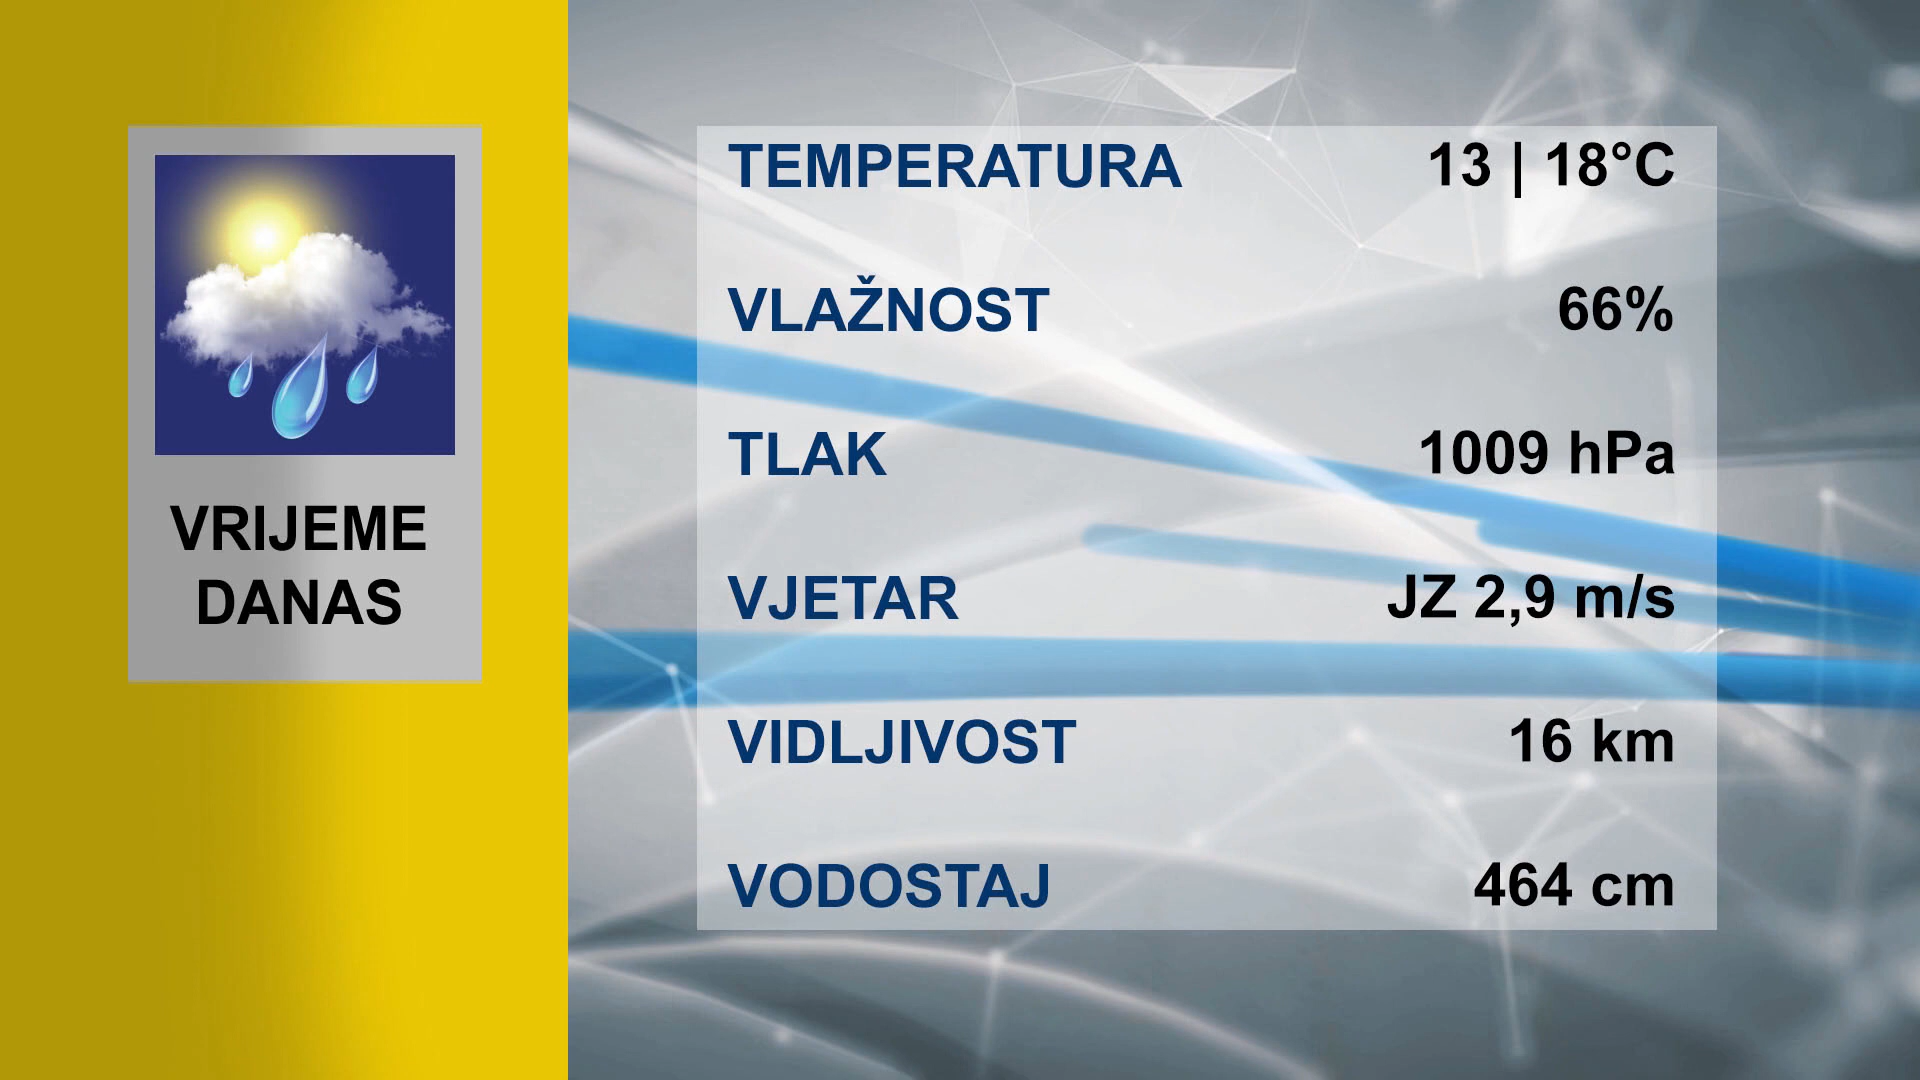 VRIJEME
DANAS
TEMPERATURA 13 | 18°C
VLAŽNOST 66%
TLAK 1009 hPa
VJETAR JZ 2,9 m/s
VIDLJIVOST 16 km
VODOSTAJ 464 cm